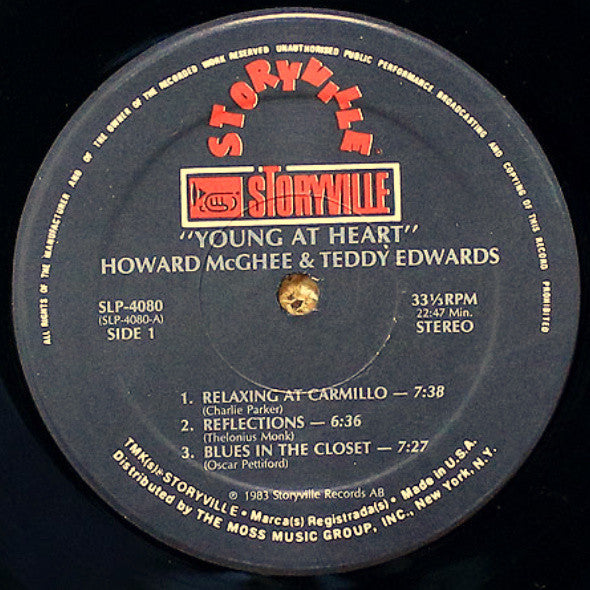 ALL RIGHTS OF THE MANUFACTURER AND OF THE OWNER OF THE RECORDED WORK RESERVED UNAUTHORISED PUBLIC PERFORMANCE BROADCASTING AND COPYING OF THIS RECORD PROHIBITED
STORYVILLE
STORYVILLE
"YOUNG AT HEART"
HOWARD McGHEE & TEDDY EDWARDS
SLP-4080
(SLP-4080-A)
SIDE 1
33⅓RPM
22:47 Min.
STEREO
1. RELAXING AT CARMILLO — 7:38
(Charlie Parker)
2. REFLECTIONS — 6:36
(Thelonius Monk)
3. BLUES IN THE CLOSET — 7:27
(Oscar Pettiford)
℗ 1983 Storyville Records AB
TMK(s)® STORYVILLE • Marca(s) Registrada(s) • Made in U.S.A.
Distributed by THE MOSS MUSIC GROUP, INC., New York, N.Y.